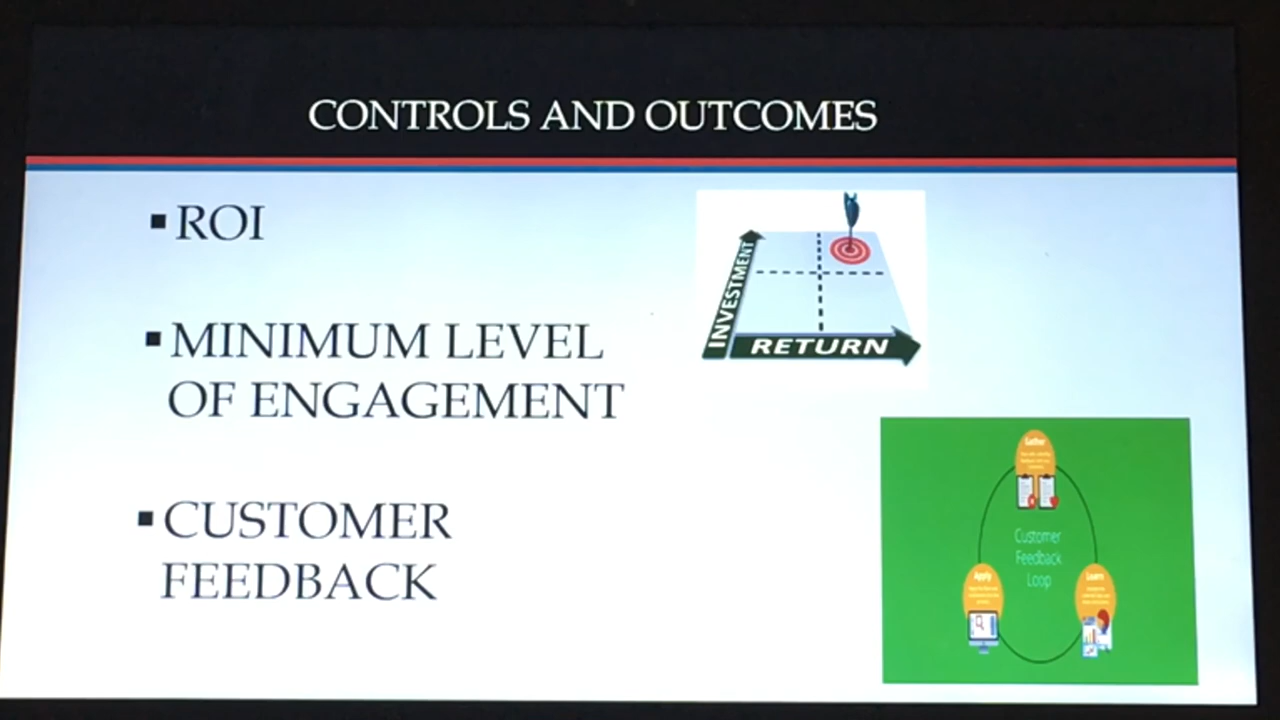 CONTROLS AND OUTCOMES
▪ ROI
▪ MINIMUM LEVEL
OF ENGAGEMENT
▪ CUSTOMER
FEEDBACK
INVESTMENT
RETURN
Gather
Customer
Feedback
Loop
Apply
Learn